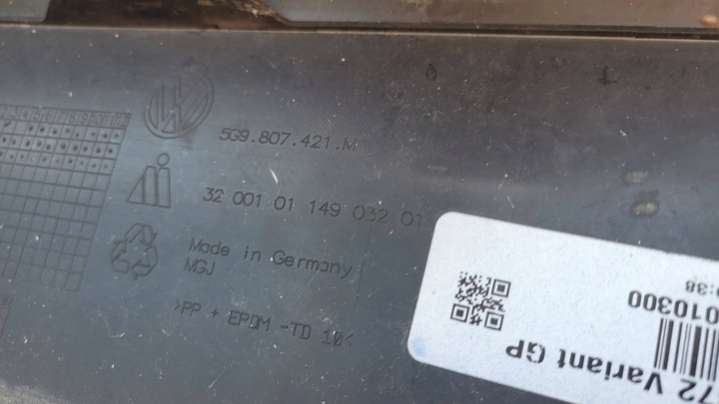 5G9.807.421.M
32 001 01 149 032 01
Made in Germany
MGJ
>PP + EPDM -TD 10<
:38
010300
72 Variant GP